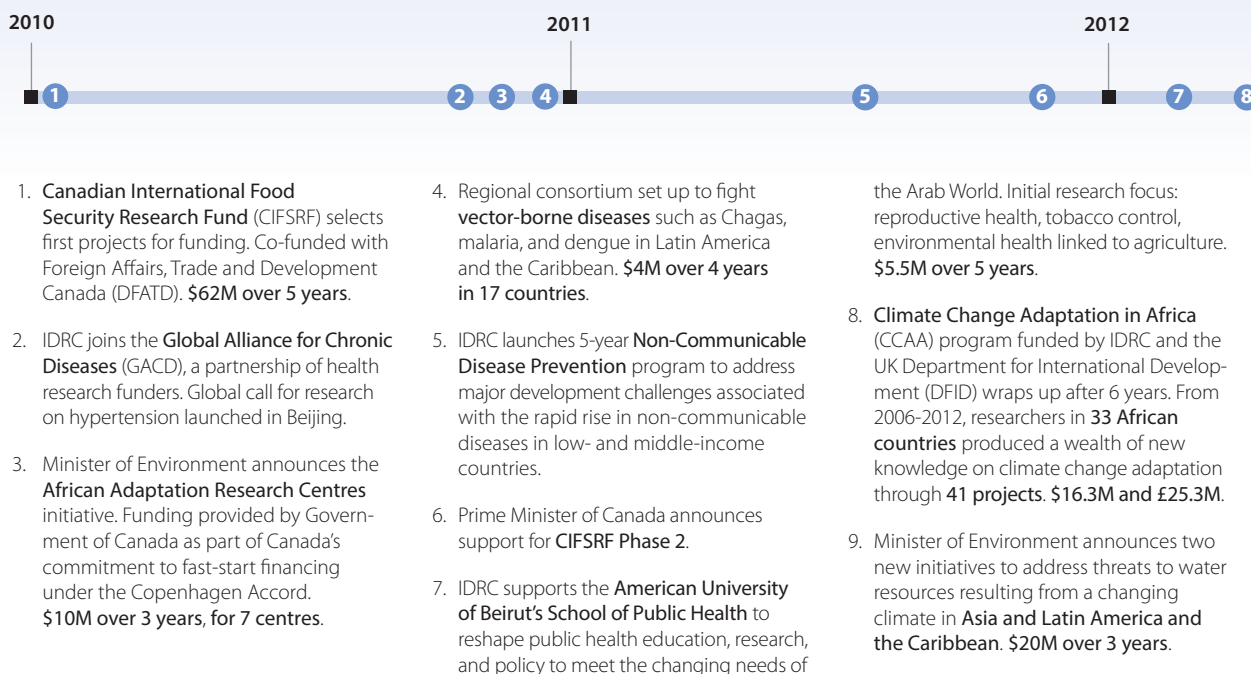 2010
2011
2012
1
2
3
4
5
6
7
8
1. Canadian International Food
Security Research Fund (CIFSRF) selects
first projects for funding. Co-funded with
Foreign Affairs, Trade and Development
Canada (DFATD). $62M over 5 years.
2. IDRC joins the Global Alliance for Chronic
Diseases (GACD), a partnership of health
research funders. Global call for research
on hypertension launched in Beijing.
3. Minister of Environment announces the
African Adaptation Research Centres
initiative. Funding provided by Govern-
ment of Canada as part of Canada's
commitment to fast-start financing
under the Copenhagen Accord.
$10M over 3 years, for 7 centres.
4. Regional consortium set up to fight
vector-borne diseases such as Chagas,
malaria, and dengue in Latin America
and the Caribbean. $4M over 4 years
in 17 countries.
5. IDRC launches 5-year Non-Communicable
Disease Prevention program to address
major development challenges associated
with the rapid rise in non-communicable
diseases in low- and middle-income
countries.
6. Prime Minister of Canada announces
support for CIFSRF Phase 2.
7. IDRC supports the American University
of Beirut's School of Public Health to
reshape public health education, research,
and policy to meet the changing needs of
the Arab World. Initial research focus:
reproductive health, tobacco control,
environmental health linked to agriculture.
$5.5M over 5 years.
8. Climate Change Adaptation in Africa
(CCAA) program funded by IDRC and the
UK Department for International Develop-
ment (DFID) wraps up after 6 years. From
2006-2012, researchers in 33 African
countries produced a wealth of new
knowledge on climate change adaptation
through 41 projects. $16.3M and £25.3M.
9. Minister of Environment announces two
new initiatives to address threats to water
resources resulting from a changing
climate in Asia and Latin America and
the Caribbean. $20M over 3 years.